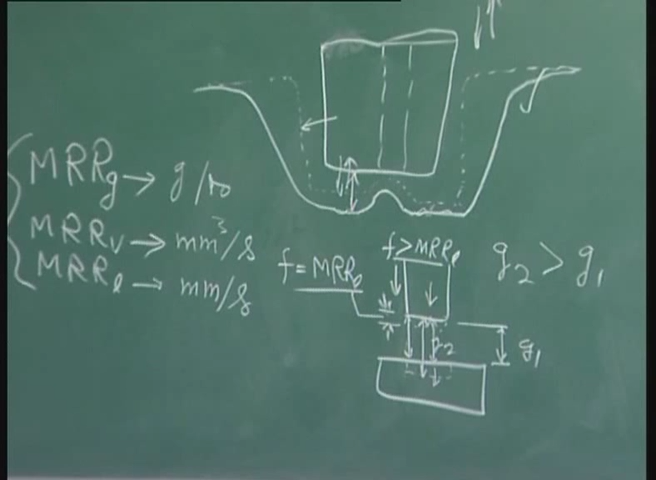 MRRg → g/s
MRRv → mm³/s
MRRl → mm/s
f = MRRl
f > MRRl
g₂ > g₁
g₂
g₁